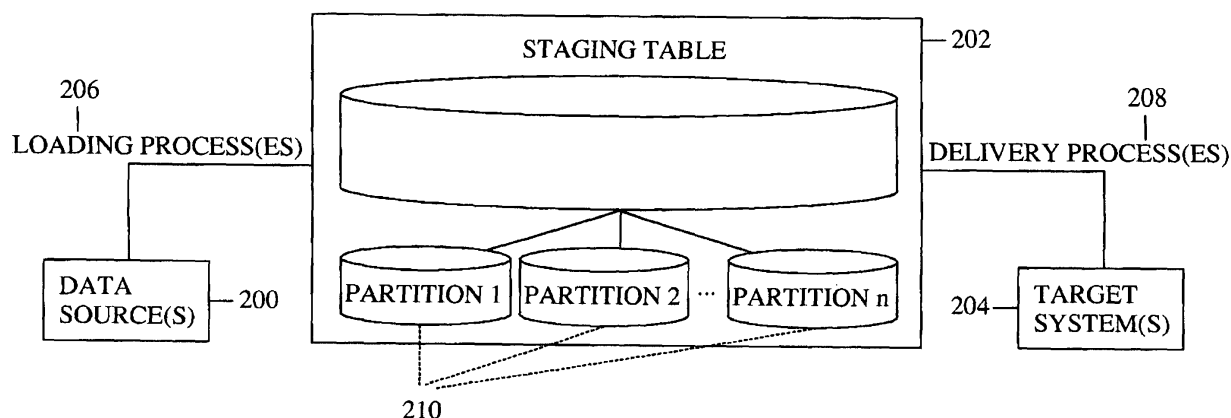 STAGING TABLE
202
206
LOADING PROCESS(ES)
208
DELIVERY PROCESS(ES)
DATA
SOURCE(S)
200
PARTITION 1
PARTITION 2
...
PARTITION n
204
TARGET
SYSTEM(S)
210